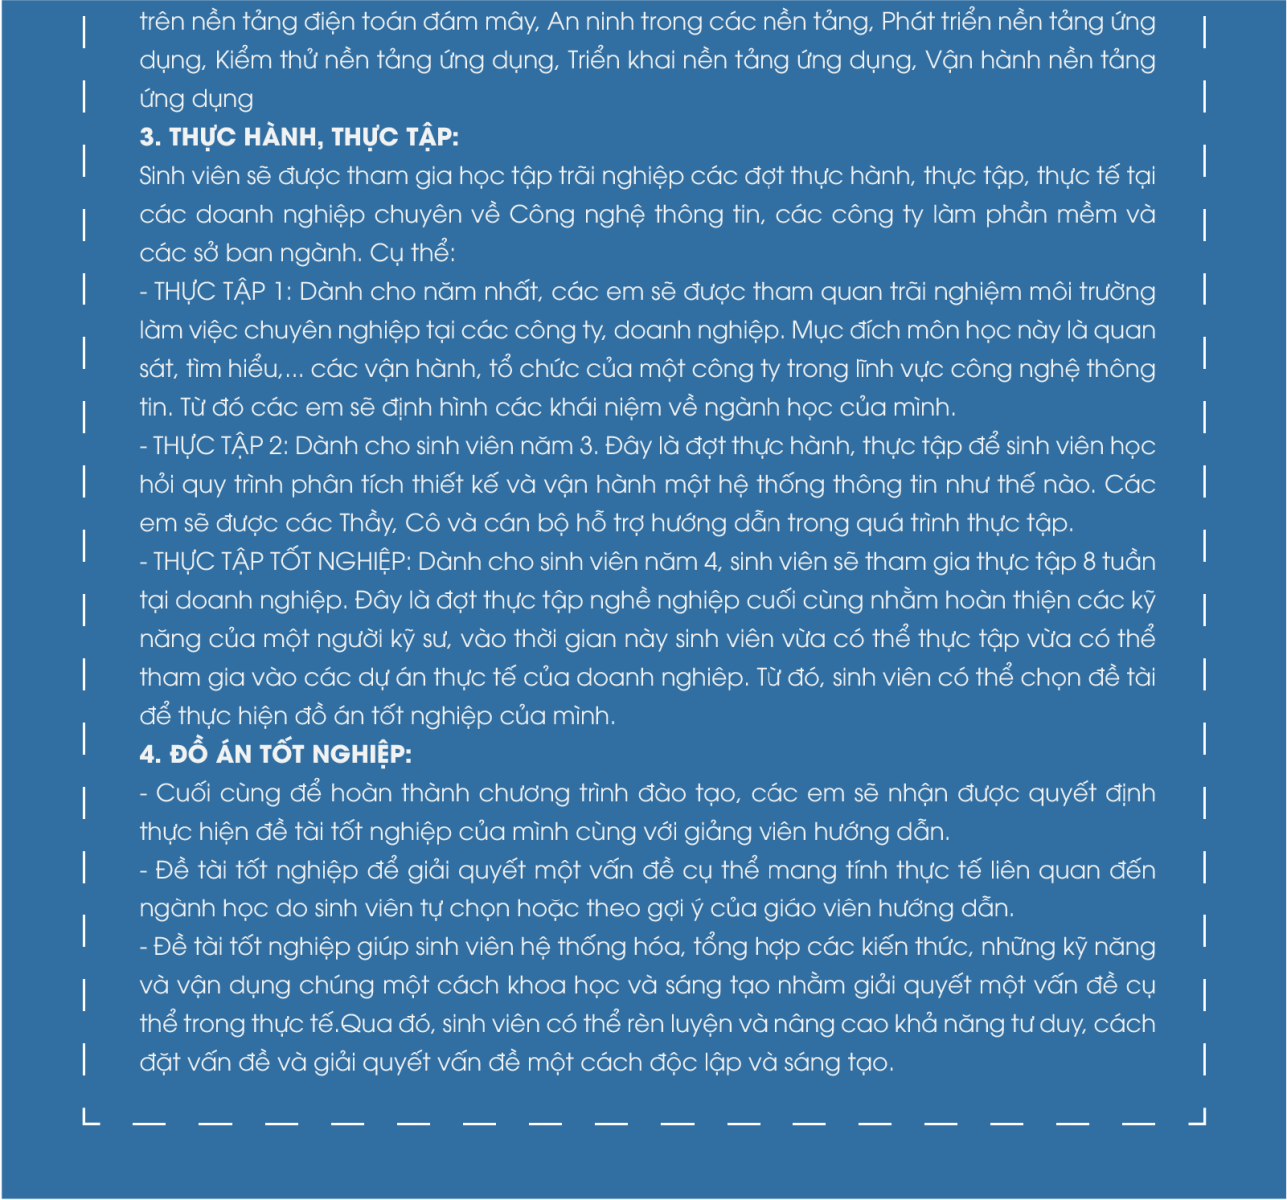 trên nền tảng điện toán đám mây, An ninh trong các nền tảng, Phát triển nền tảng ứng
dụng, Kiểm thử nền tảng ứng dụng, Triển khai nền tảng ứng dụng, Vận hành nền tảng
ứng dụng
3. THỰC HÀNH, THỰC TẬP:
Sinh viên sẽ được tham gia học tập trãi nghiệp các đợt thực hành, thực tập, thực tế tại
các doanh nghiệp chuyên về Công nghệ thông tin, các công ty làm phần mềm và
các sở ban ngành. Cụ thể:
- THỰC TẬP 1: Dành cho năm nhất, các em sẽ được tham quan trãi nghiệm môi trường
làm việc chuyên nghiệp tại các công ty, doanh nghiệp. Mục đích môn học này là quan
sát, tìm hiểu,... các vận hành, tổ chức của một công ty trong lĩnh vực công nghệ thông
tin. Từ đó các em sẽ định hình các khái niệm về ngành học của mình.
- THỰC TẬP 2: Dành cho sinh viên năm 3. Đây là đợt thực hành, thực tập để sinh viên học
hỏi quy trình phân tích thiết kế và vận hành một hệ thống thông tin như thế nào. Các
em sẽ được các Thầy, Cô và cán bộ hỗ trợ hướng dẫn trong quá trình thực tập.
- THỰC TẬP TỐT NGHIỆP: Dành cho sinh viên năm 4, sinh viên sẽ tham gia thực tập 8 tuần
tại doanh nghiệp. Đây là đợt thực tập nghề nghiệp cuối cùng nhằm hoàn thiện các kỹ
năng của một người kỹ sư, vào thời gian này sinh viên vừa có thể thực tập vừa có thể
tham gia vào các dự án thực tế của doanh nghiêp. Từ đó, sinh viên có thể chọn đề tài
để thực hiện đồ án tốt nghiệp của mình.
4. ĐỒ ÁN TỐT NGHIỆP:
- Cuối cùng để hoàn thành chương trình đào tạo, các em sẽ nhận được quyết định
thực hiện đề tài tốt nghiệp của mình cùng với giảng viên hướng dẫn.
- Đề tài tốt nghiệp để giải quyết một vấn đề cụ thể mang tính thực tế liên quan đến
ngành học do sinh viên tự chọn hoặc theo gợi ý của giáo viên hướng dẫn.
- Đề tài tốt nghiệp giúp sinh viên hệ thống hóa, tổng hợp các kiến thức, những kỹ năng
và vận dụng chúng một cách khoa học và sáng tạo nhằm giải quyết một vấn đề cụ
thể trong thực tế.Qua đó, sinh viên có thể rèn luyện và nâng cao khả năng tư duy, cách
đặt vấn đề và giải quyết vấn đề một cách độc lập và sáng tạo.